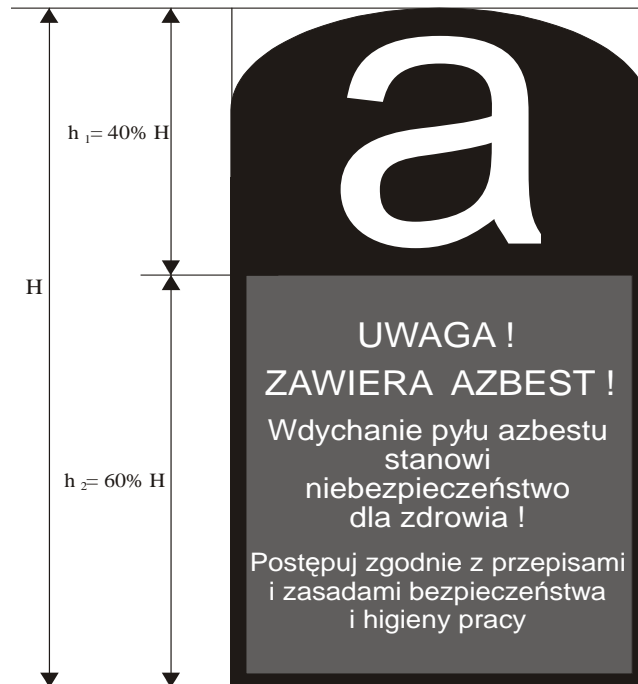 a
h 1= 40% H
H
h 2= 60% H
UWAGA !
ZAWIERA AZBEST !
Wdychanie pyłu azbestu
stanowi
niebezpieczeństwo
dla zdrowia !
Postępuj zgodnie z przepisami
i zasadami bezpieczeństwa
i higieny pracy